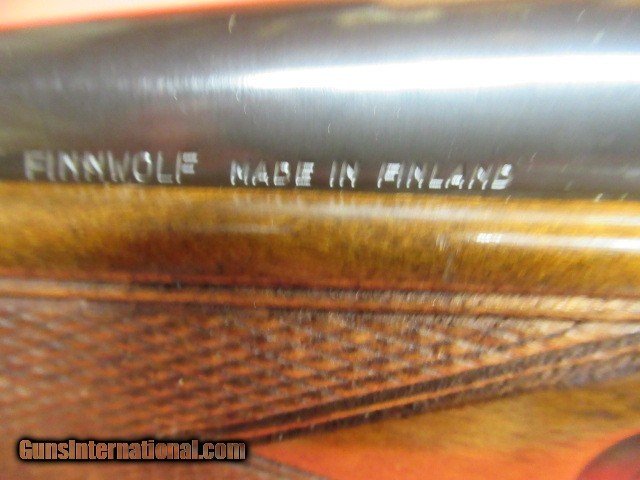 FINNWOLF MADE IN FINLAND
GunsInternational.com